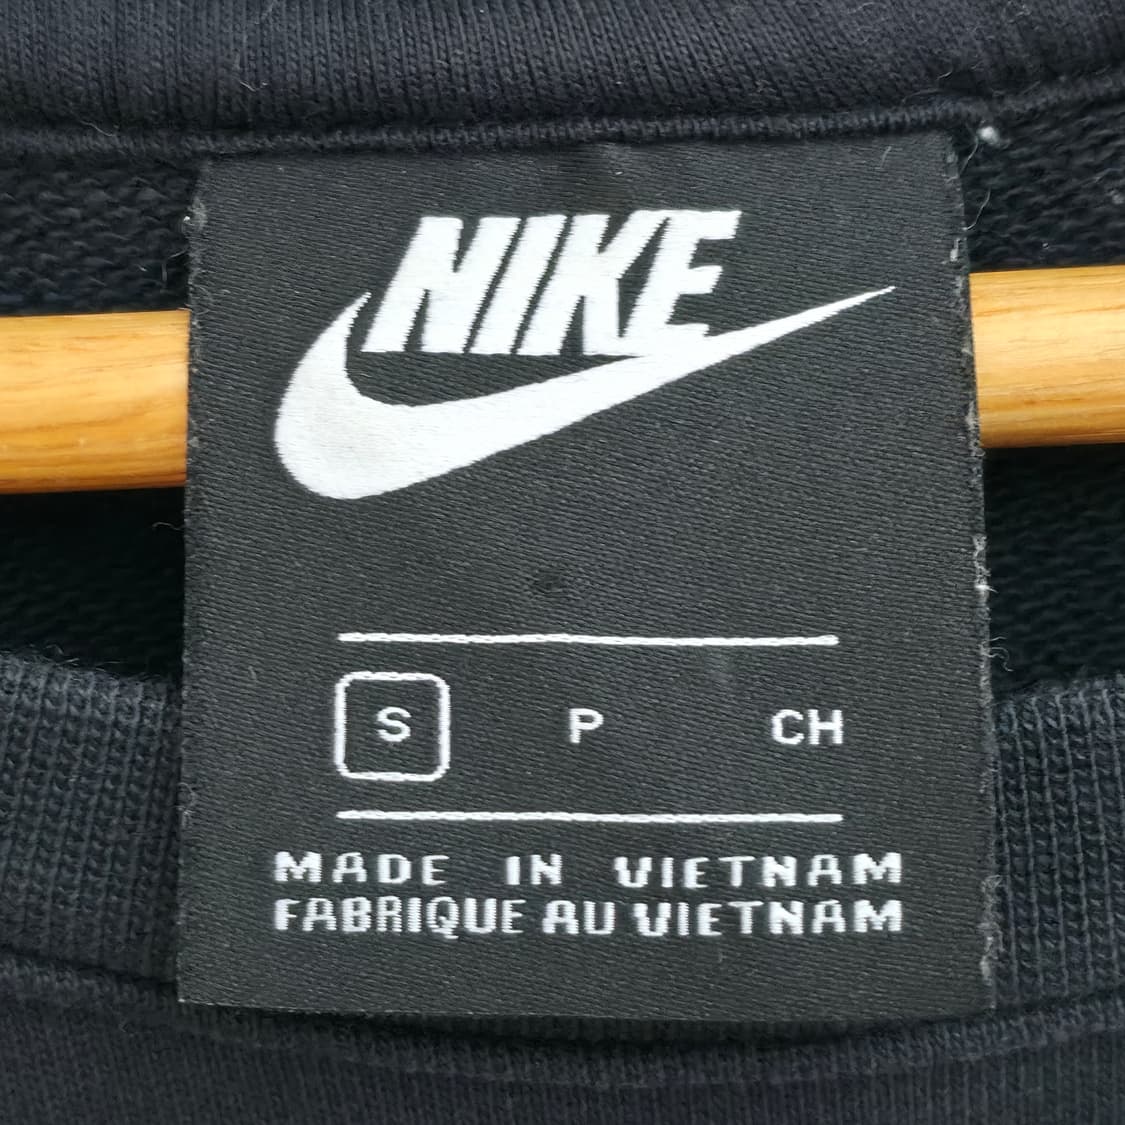 NIKE
S P CH
MADE IN VIETNAM
FABRIQUE AU VIETNAM